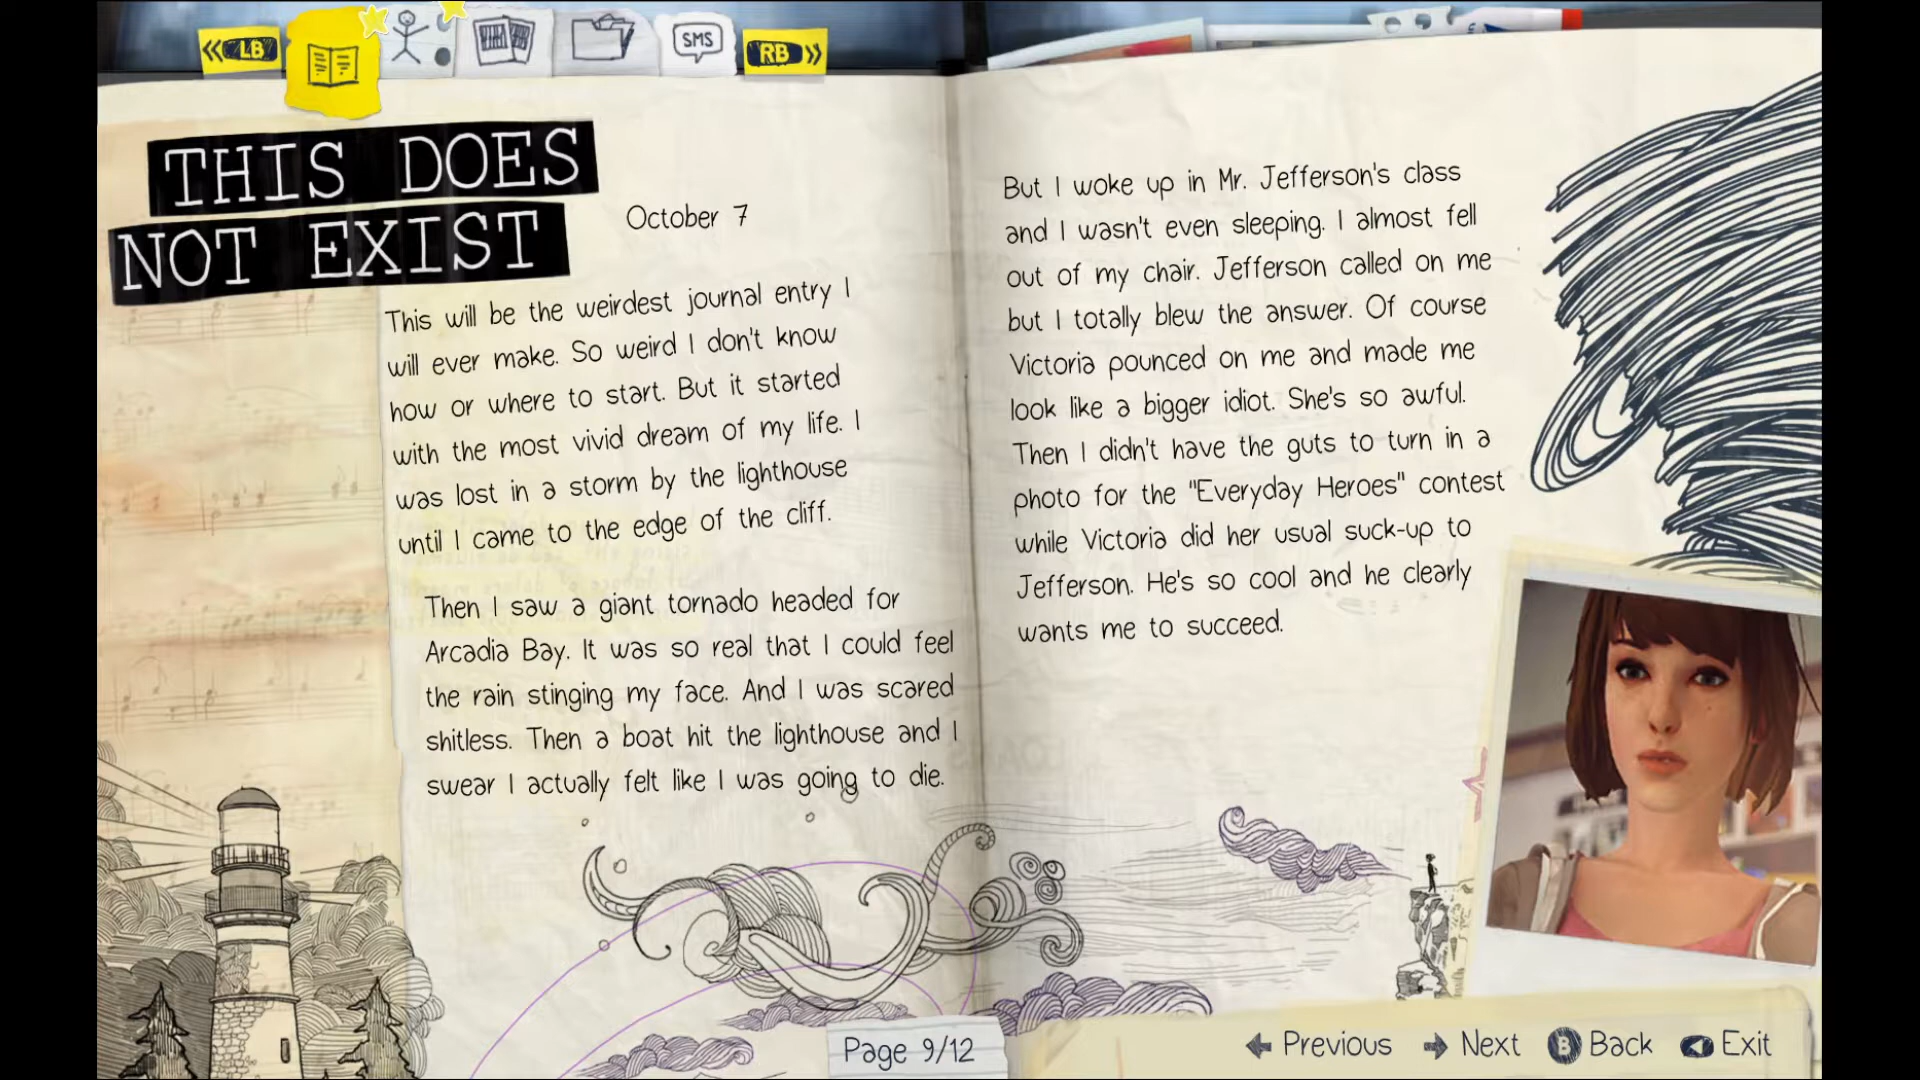 LB
SMS
RB
THIS DOES
NOT EXIST
October 7
This will be the weirdest journal entry I
will ever make. So weird I don't know
how or where to start. But it started
with the most vivid dream of my life. I
was lost in a storm by the lighthouse
until I came to the edge of the cliff.
Then I saw a giant tornado headed for
Arcadia Bay. It was so real that I could feel
the rain stinging my face. And I was scared
shitless. Then a boat hit the lighthouse and I
swear I actually felt like I was going to die.
But I woke up in Mr. Jefferson's class
and I wasn't even sleeping. I almost fell
out of my chair. Jefferson called on me
but I totally blew the answer. Of course
Victoria pounced on me and made me
look like a bigger idiot. She's so awful.
Then I didn't have the guts to turn in a
photo for the "Everyday Heroes" contest
while Victoria did her usual suck-up to
Jefferson. He's so cool and he clearly
wants me to succeed.
Page 9/12
Previous
Next
B Back
Exit